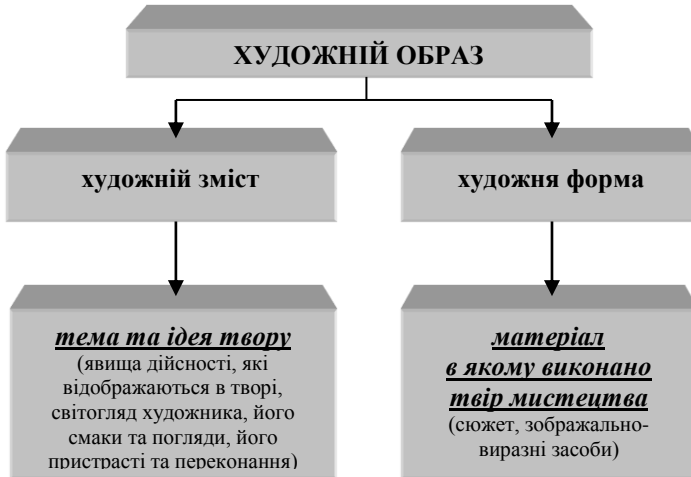 ХУДОЖНІЙ ОБРАЗ
художній зміст
художня форма
тема та ідея твору
(явища дійсності, які
відображаються в творі,
світогляд художника, його
смаки та погляди, його
пристрасті та переконання)
матеріал
в якому виконано
твір мистецтва
(сюжет, зображально-
виразні засоби)